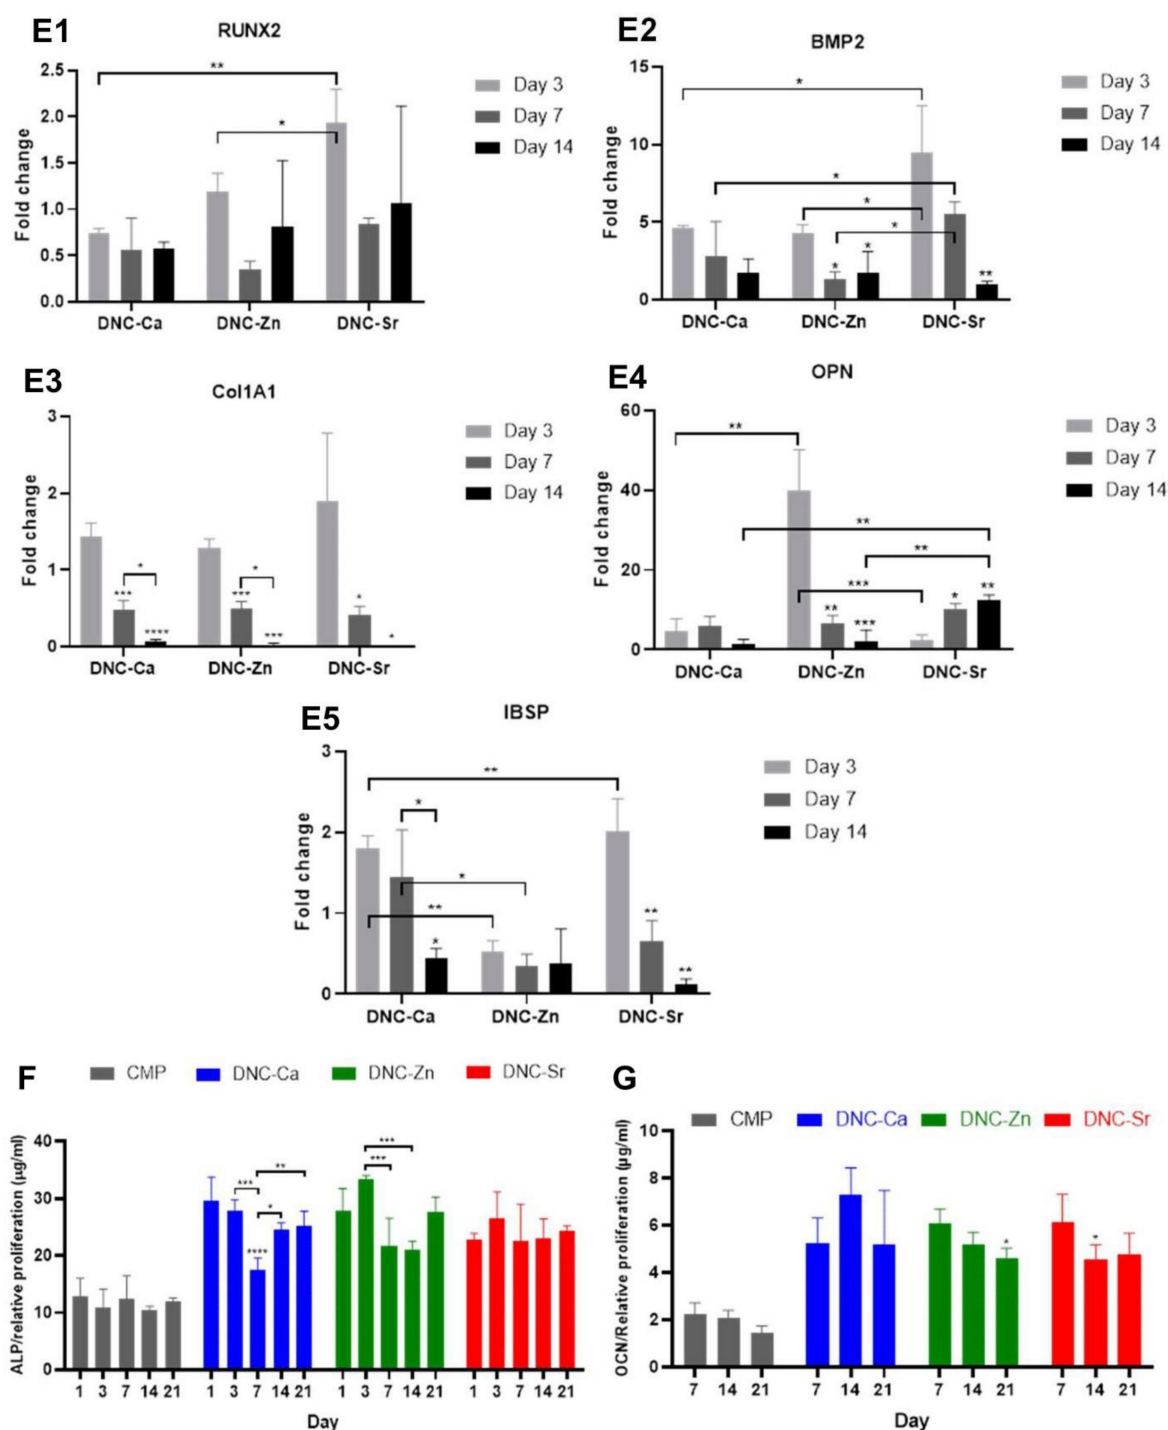 E1
RUNX2
**
*
2.5
2.0
1.5
1.0
0.5
0.0
Fold change
DNC-Ca DNC-Zn DNC-Sr
Day 3
Day 7
Day 14
E2
BMP2
*
*
*
*
*
*
**
15
10
5
0
Fold change
DNC-Ca DNC-Zn DNC-Sr
Day 3
Day 7
Day 14
E3
Col1A1
*
***
****
*
***
***
*
*
3
2
1
0
Fold change
DNC-Ca DNC-Zn DNC-Sr
Day 3
Day 7
Day 14
E4
OPN
**
**
**
***
**
***
*
**
60
40
20
0
Fold change
DNC-Ca DNC-Zn DNC-Sr
Day 3
Day 7
Day 14
E5
IBSP
**
*
*
**
*
**
**
3
2
1
0
Fold change
DNC-Ca DNC-Zn DNC-Sr
Day 3
Day 7
Day 14
F
CMP DNC-Ca DNC-Zn DNC-Sr
ALP/relative proliferation (µg/ml)
40
30
20
10
0
***
**
*
****
***
***
1 3 7 14 21 1 3 7 14 21 1 3 7 14 21 1 3 7 14 21
Day
G
CMP DNC-Ca DNC-Zn DNC-Sr
OCN/Relative proliferation (µg/ml)
10
8
6
4
2
0
*
*
7 14 21 7 14 21 7 14 21 7 14 21
Day